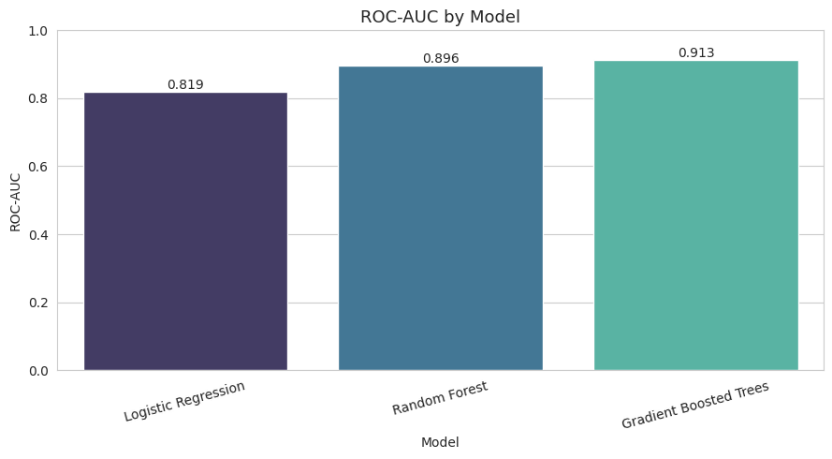 ROC-AUC by Model
ROC-AUC
1.0
0.8
0.6
0.4
0.2
0.0
0.819
0.896
0.913
Logistic Regression
Random Forest
Gradient Boosted Trees
Model